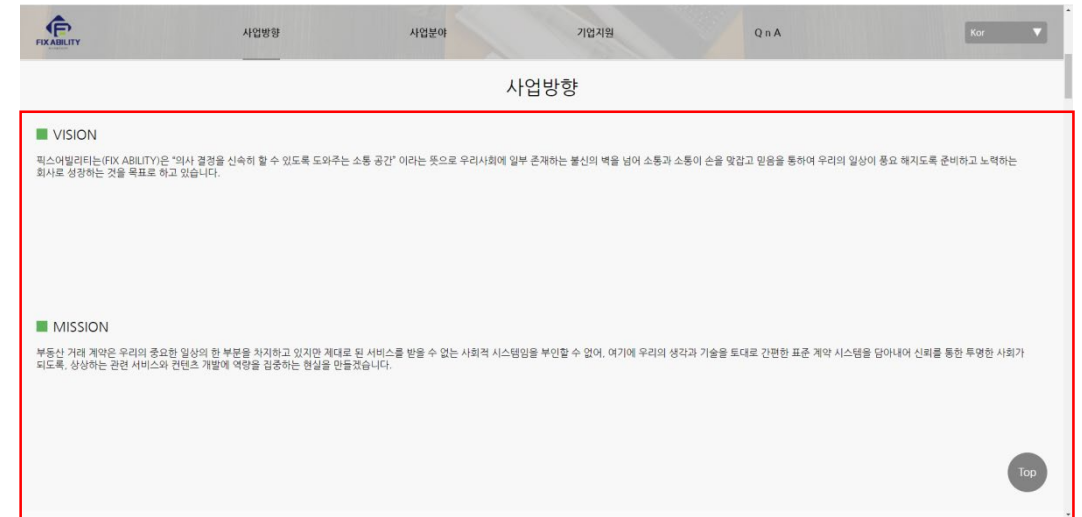 FIX ABILITY
사업방향
사업분야
기업지원
Q n A
Kor
사업방향
VISION
픽스어빌리티는(FIX ABILITY)은 "의사 결정을 신속히 할 수 있도록 도와주는 소통 공간" 이라는 뜻으로 우리사회에 일부 존재하는 불신의 벽을 넘어 소통과 소통이 손을 맞잡고 믿음을 통하여 우리의 일상이 풍요 해지도록 준비하고 노력하는
회사로 성장하는 것을 목표로 하고 있습니다.
MISSION
부동산 거래 계약은 우리의 중요한 일상의 한 부분을 차지하고 있지만 제대로 된 서비스를 받을 수 없는 사회적 시스템임을 부인할 수 없어, 여기에 우리의 생각과 기술을 토대로 간편한 표준 계약 시스템을 담아내어 신뢰를 통한 투명한 사회가
되도록, 상상하는 관련 서비스와 컨텐츠 개발에 역량을 집중하는 현실을 만들겠습니다.
Top